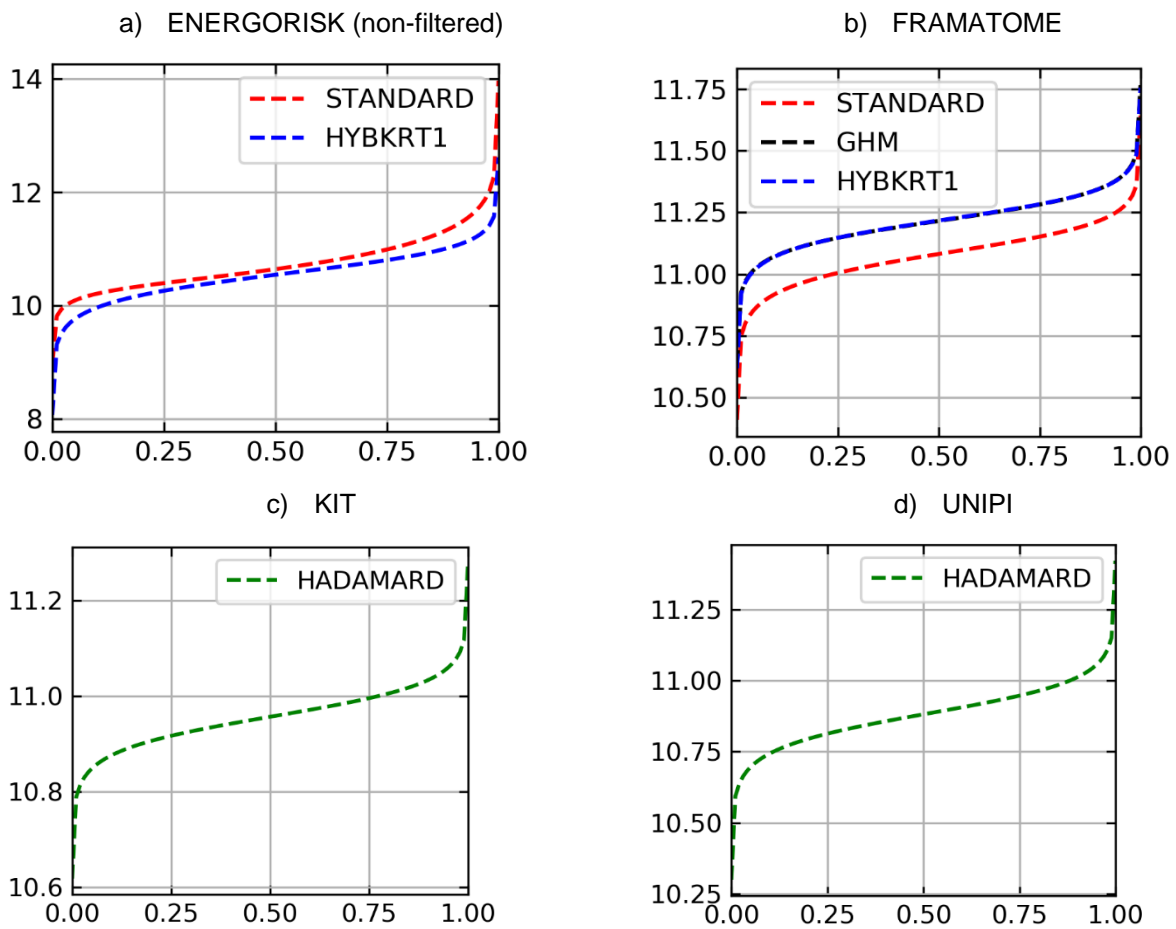 a) ENERGORISK (non-filtered)
14
12
10
8
0.00 0.25 0.50 0.75 1.00
STANDARD
HYBKRT1
b) FRAMATOME
11.75
11.50
11.25
11.00
10.75
10.50
0.00 0.25 0.50 0.75 1.00
STANDARD
GHM
HYBKRT1
c) KIT
11.2
11.0
10.8
10.6
0.00 0.25 0.50 0.75 1.00
HADAMARD
d) UNIPI
11.25
11.00
10.75
10.50
10.25
0.00 0.25 0.50 0.75 1.00
HADAMARD